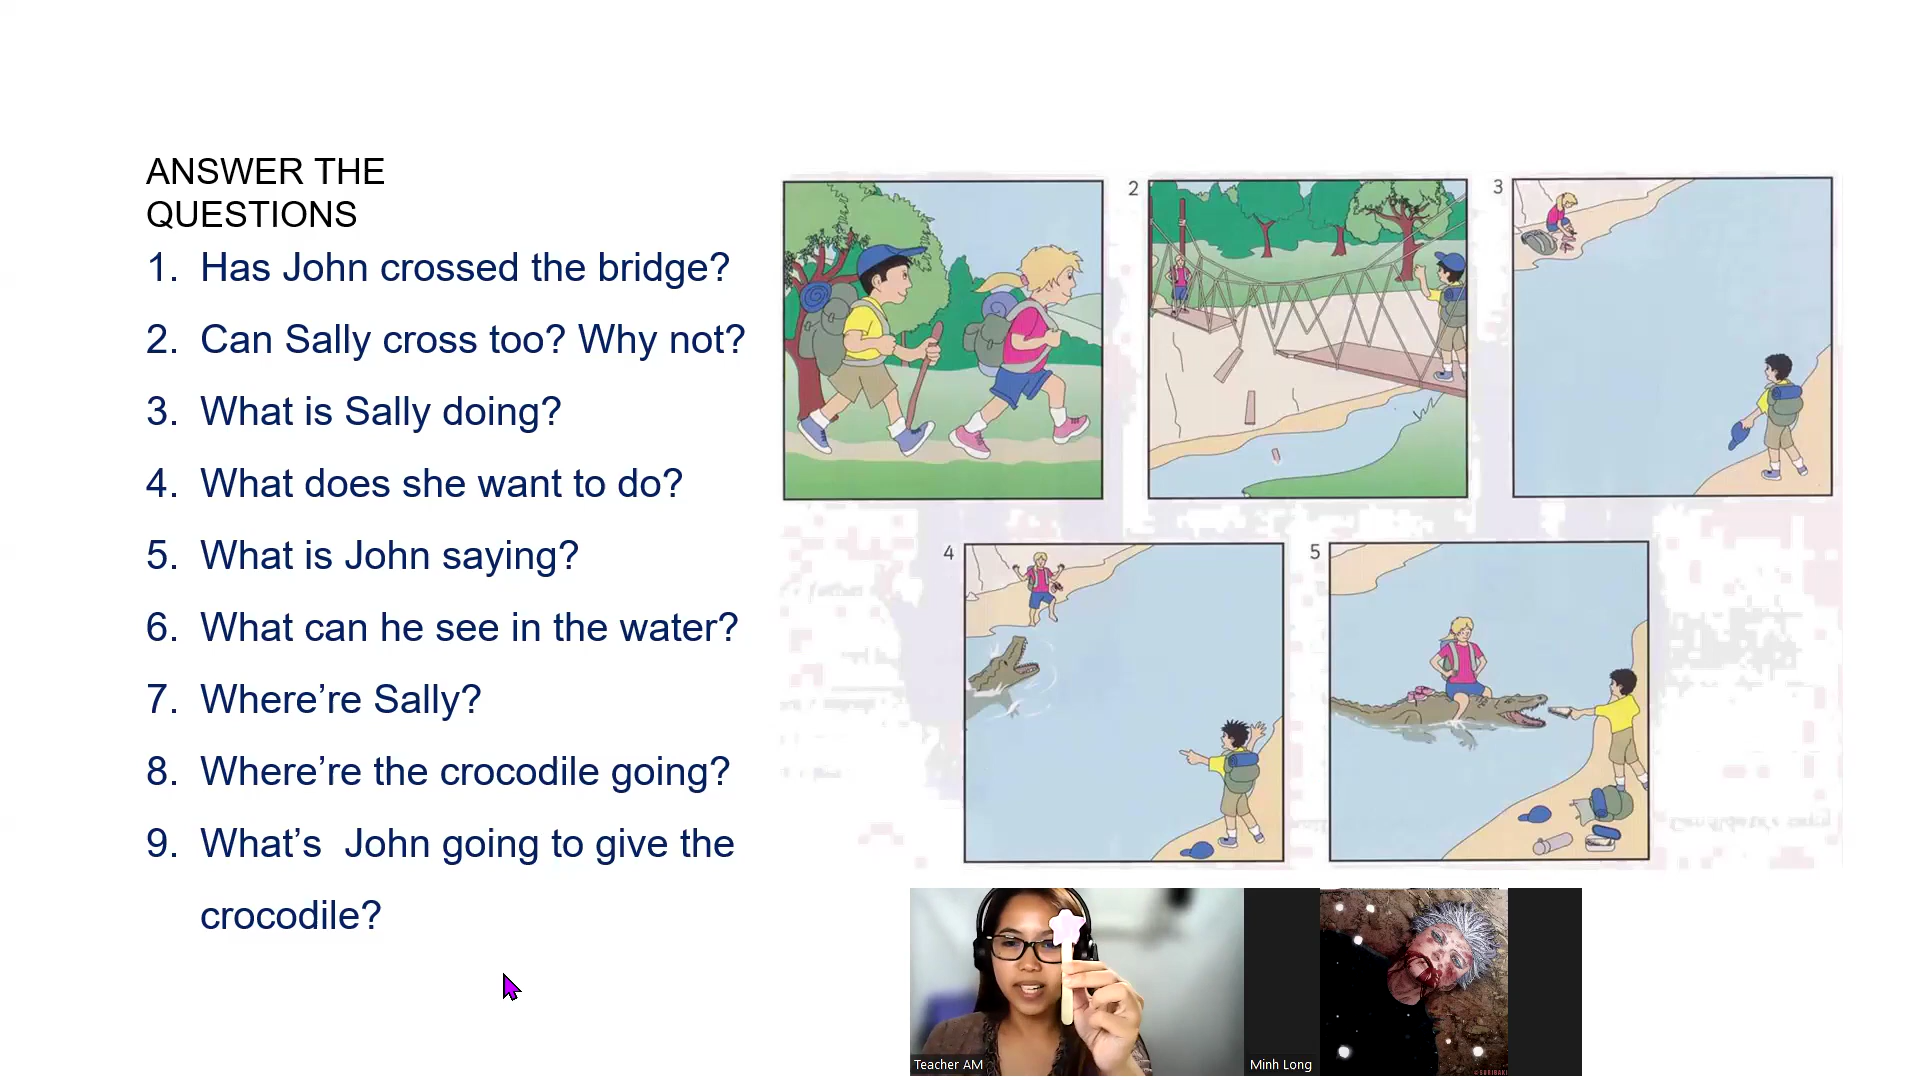 ANSWER THE
QUESTIONS
1. Has John crossed the bridge?
2. Can Sally cross too? Why not?
3. What is Sally doing?
4. What does she want to do?
5. What is John saying?
6. What can he see in the water?
7. Where’re Sally?
8. Where’re the crocodile going?
9. What’s  John going to give the
crocodile?
2
3
4
5
Teacher AM
Minh Long